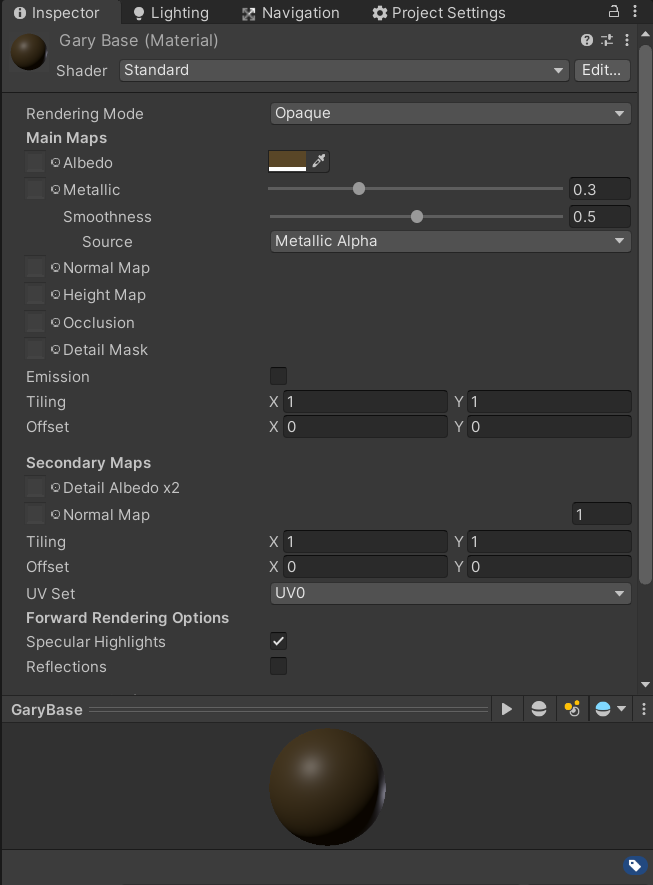 Inspector Lighting Navigation Project Settings
Gary Base (Material)
Shader Standard Edit...
Rendering Mode Opaque
Main Maps
Albedo
Metallic 0.3
Smoothness 0.5
Source Metallic Alpha
Normal Map
Height Map
Occlusion
Detail Mask
Emission
Tiling X 1 Y 1
Offset X 0 Y 0
Secondary Maps
Detail Albedo x2
Normal Map 1
Tiling X 1 Y 1
Offset X 0 Y 0
UV Set UV0
Forward Rendering Options
Specular Highlights
Reflections
GaryBase